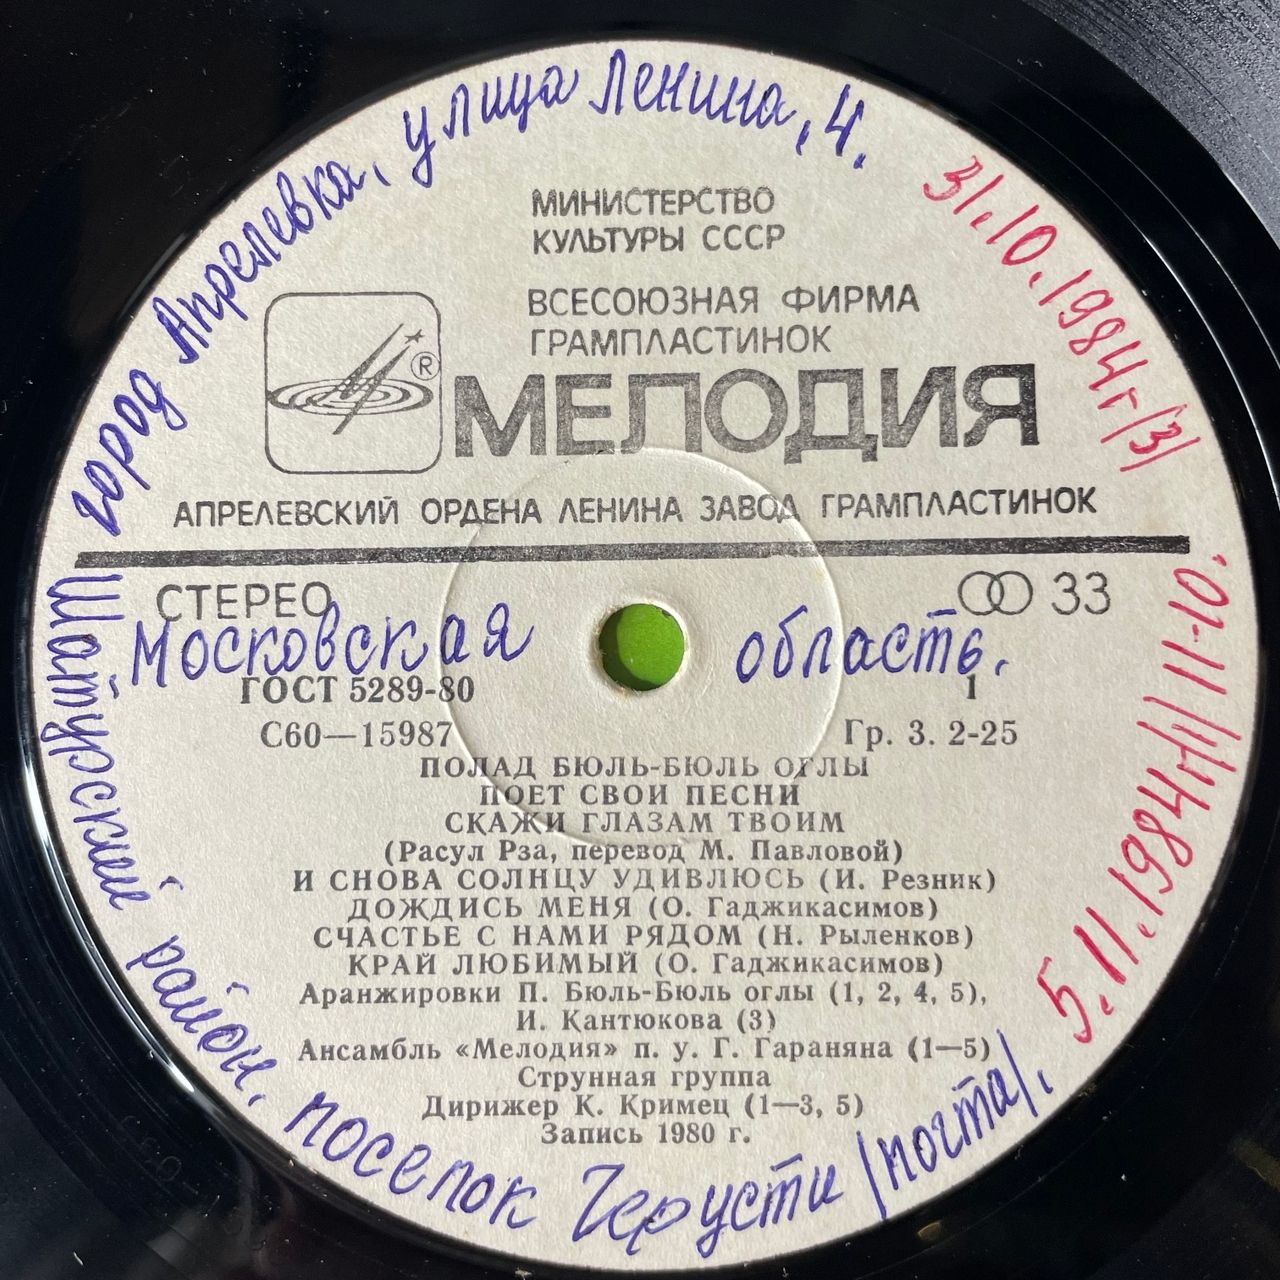 город Апрелевка, улица Ленина, 4.
31.10.1984г/3/
МИНИСТЕРСТВО
КУЛЬТУРЫ СССР
ВСЕСОЮЗНАЯ ФИРМА
ГРАМПЛАСТИНОК
®
МЕЛОДИЯ
АПРЕЛЕВСКИЙ ОРДЕНА ЛЕНИНА ЗАВОД ГРАМПЛАСТИНОК
СТЕРЕО
33
Московская область.
ГОСТ 5289-80
1
С60—15987
Гр. 3. 2-25
ПОЛАД БЮЛЬ-БЮЛЬ ОГЛЫ
ПОЕТ СВОИ ПЕСНИ
СКАЖИ ГЛАЗАМ ТВОИМ
(Расул Рза, перевод М. Павловой)
И СНОВА СОЛНЦУ УДИВЛЮСЬ (И. Резник)
ДОЖДИСЬ МЕНЯ (О. Гаджикасимов)
СЧАСТЬЕ С НАМИ РЯДОМ (Н. Рыленков)
КРАЙ ЛЮБИМЫЙ (О. Гаджикасимов)
Аранжировки П. Бюль-Бюль оглы (1, 2, 4, 5),
И. Кантюкова (3)
Ансамбль «Мелодия» п. у. Г. Гараняна (1—5)
Струнная группа
Дирижер К. Кримец (1—3, 5)
Запись 1980 г.
Шатурский район, поселок Черусти /почта/.
5.11.1984г/1/ 11-10.